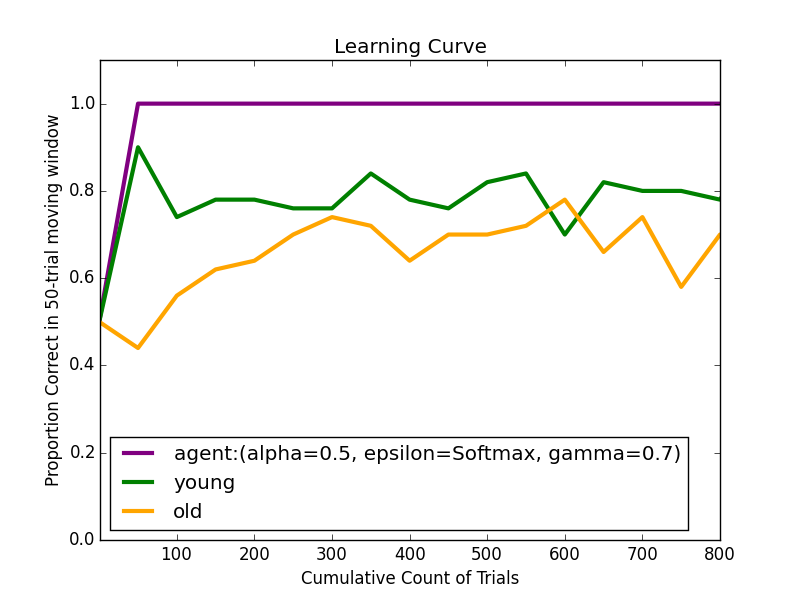 Learning Curve
Proportion Correct in 50-trial moving window
1.0
0.8
0.6
0.4
0.2
0.0
agent:(alpha=0.5, epsilon=Softmax, gamma=0.7)
young
old
100 200 300 400 500 600 700 800
Cumulative Count of Trials